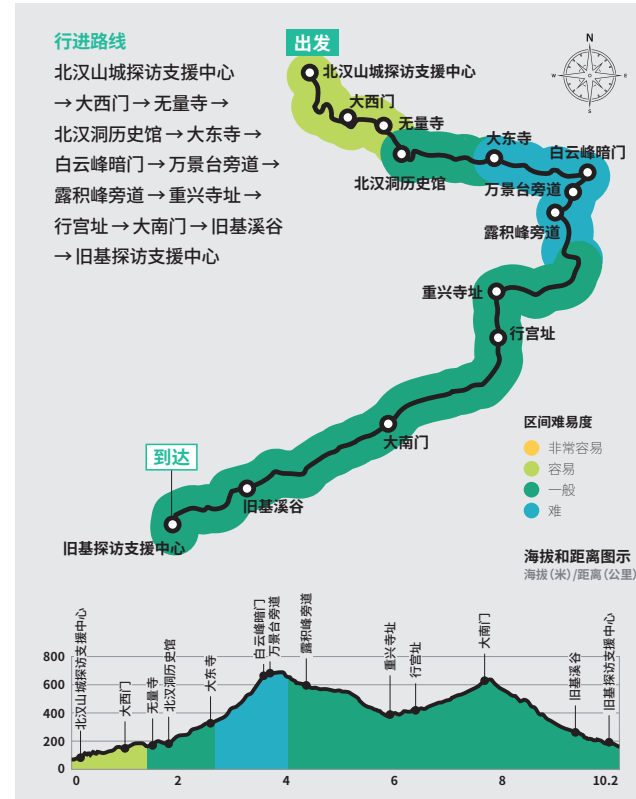 行进路线
北汉山城探访支援中心
→ 大西门 → 无量寺 →
北汉洞历史馆 → 大东寺 →
白云峰暗门 → 万景台旁道 →
露积峰旁道 → 重兴寺址 →
行宫址 → 大南门 → 旧基溪谷
→ 旧基探访支援中心
出发
北汉山城探访支援中心
大西门
无量寺
北汉洞历史馆
大东寺
白云峰暗门
万景台旁道
露积峰旁道
重兴寺址
行宫址
大南门
到达
旧基溪谷
旧基探访支援中心
N
W
E
S
区间难易度
非常容易
容易
一般
难
海拔和距离图示
海拔(米)/距离(公里)
800
600
400
200
0
北汉山城探访支援中心
大西门
无量寺
北汉洞历史馆
大东寺
白云峰暗门
万景台旁道
露积峰旁道
重兴寺址
行宫址
大南门
旧基溪谷
旧基探访支援中心
0
2
4
6
8
10.2